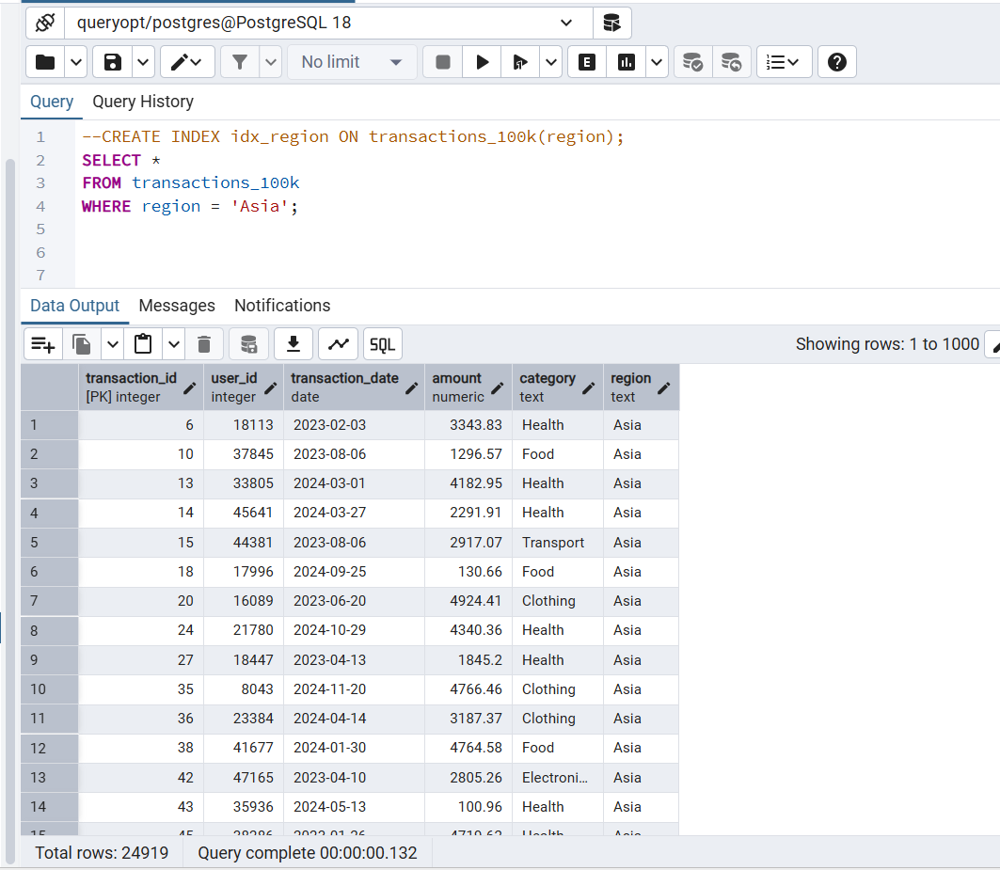 queryopt/postgres@PostgreSQL 18
No limit
E
Query Query History
1 --CREATE INDEX idx_region ON transactions_100k(region);
2 SELECT *
3 FROM transactions_100k
4 WHERE region = 'Asia';
5
6
7
Data Output Messages Notifications
SQL Showing rows: 1 to 1000
transaction_id user_id transaction_date amount category region
[PK] integer integer date numeric text text
1 6 18113 2023-02-03 3343.83 Health Asia
2 10 37845 2023-08-06 1296.57 Food Asia
3 13 33805 2024-03-01 4182.95 Health Asia
4 14 45641 2024-03-27 2291.91 Health Asia
5 15 44381 2023-08-06 2917.07 Transport Asia
6 18 17996 2024-09-25 130.66 Food Asia
7 20 16089 2023-06-20 4924.41 Clothing Asia
8 24 21780 2024-10-29 4340.36 Health Asia
9 27 18447 2023-04-13 1845.2 Health Asia
10 35 8043 2024-11-20 4766.46 Clothing Asia
11 36 23384 2024-04-14 3187.37 Clothing Asia
12 38 41677 2024-01-30 4764.58 Food Asia
13 42 47165 2023-04-10 2805.26 Electroni... Asia
14 43 35936 2024-05-13 100.96 Health Asia
15 45 Health Asia
Total rows: 24919 Query complete 00:00:00.132